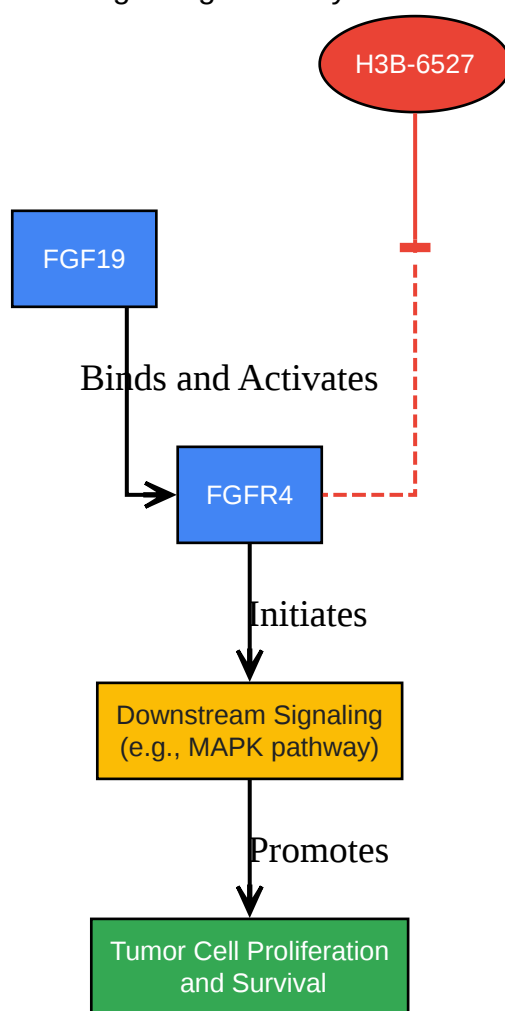 H3B-6527
FGF19
Binds and Activates
FGFR4
Initiates
Downstream Signaling
(e.g., MAPK pathway)
Promotes
Tumor Cell Proliferation
and Survival